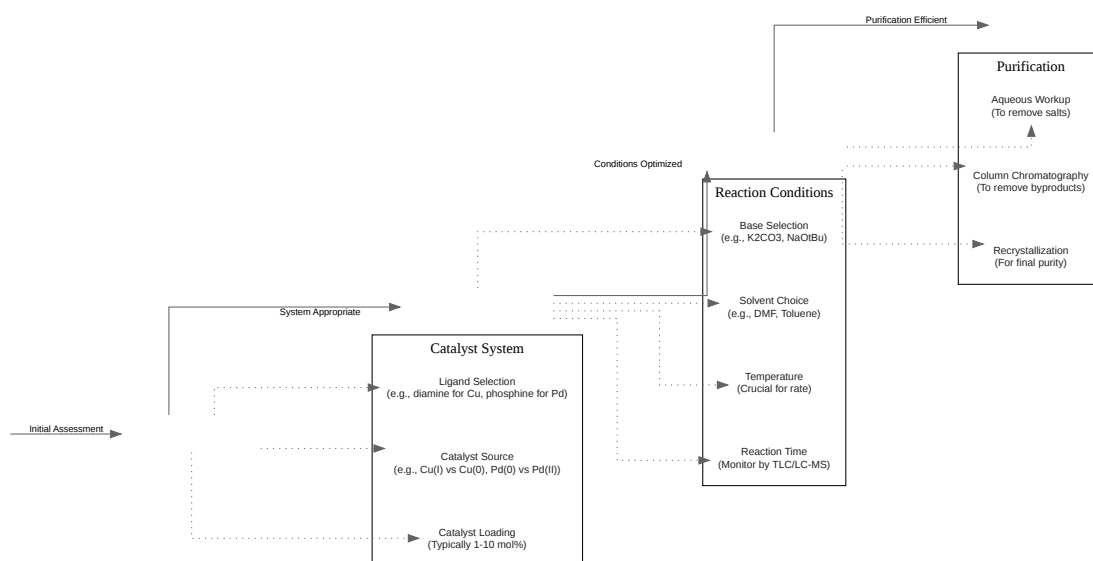 Purification Efficient
Purification
Aqueous Workup
(To remove salts)
Conditions Optimized
Column Chromatography
(To remove byproducts)
Reaction Conditions
Base Selection
(e.g., K2CO3, NaOtBu)
Recrystallization
(For final purity)
System Appropriate
Solvent Choice
(e.g., DMF, Toluene)
Catalyst System
Ligand Selection
(e.g., diamine for Cu, phosphine for Pd)
Temperature
(Crucial for rate)
Initial Assessment
Catalyst Source
(e.g., Cu(I) vs Cu(0), Pd(0) vs Pd(II))
Reaction Time
(Monitor by TLC/LC-MS)
Catalyst Loading
(Typically 1-10 mol%)